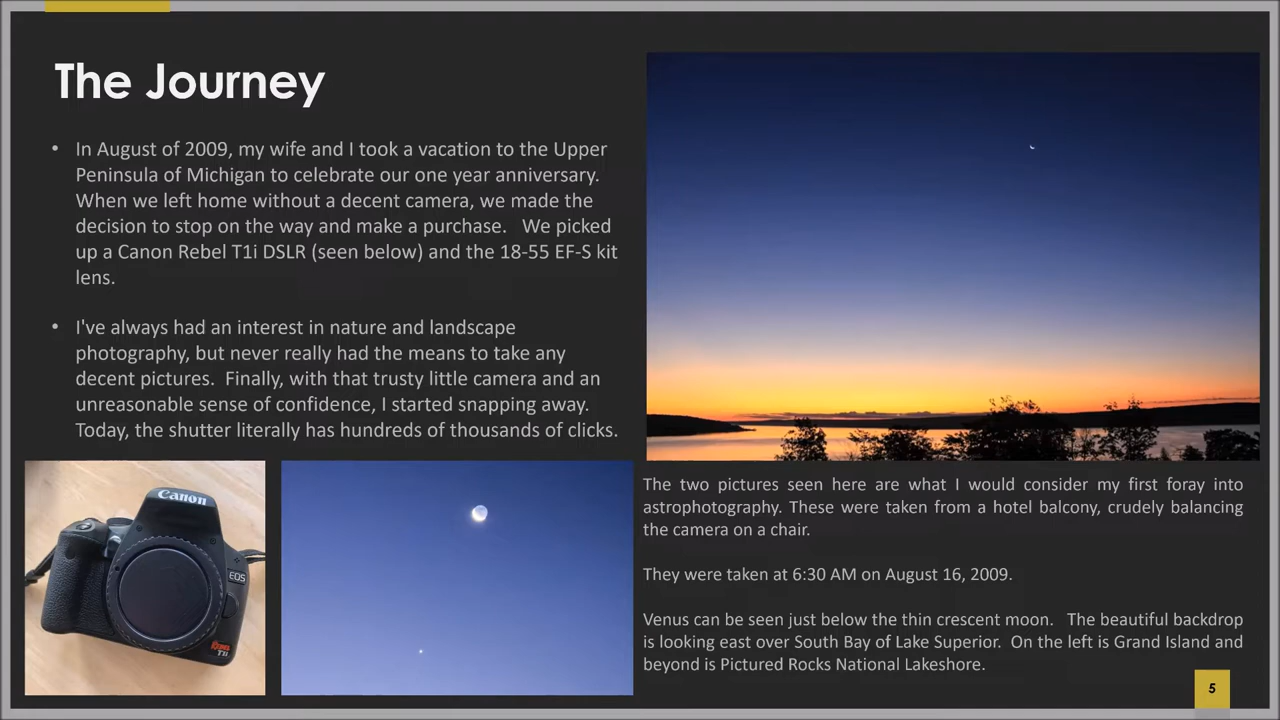 The Journey
• In August of 2009, my wife and I took a vacation to the Upper
Peninsula of Michigan to celebrate our one year anniversary.
When we left home without a decent camera, we made the
decision to stop on the way and make a purchase.   We picked
up a Canon Rebel T1i DSLR (seen below) and the 18-55 EF-S kit
lens.
• I've always had an interest in nature and landscape
photography, but never really had the means to take any
decent pictures.  Finally, with that trusty little camera and an
unreasonable sense of confidence, I started snapping away.
Today, the shutter literally has hundreds of thousands of clicks.
Canon
EOS
REBEL
T1i
The two pictures seen here are what I would consider my first foray into
astrophotography. These were taken from a hotel balcony, crudely balancing
the camera on a chair.
They were taken at 6:30 AM on August 16, 2009.
Venus can be seen just below the thin crescent moon.   The beautiful backdrop
is looking east over South Bay of Lake Superior.  On the left is Grand Island and
beyond is Pictured Rocks National Lakeshore.
5